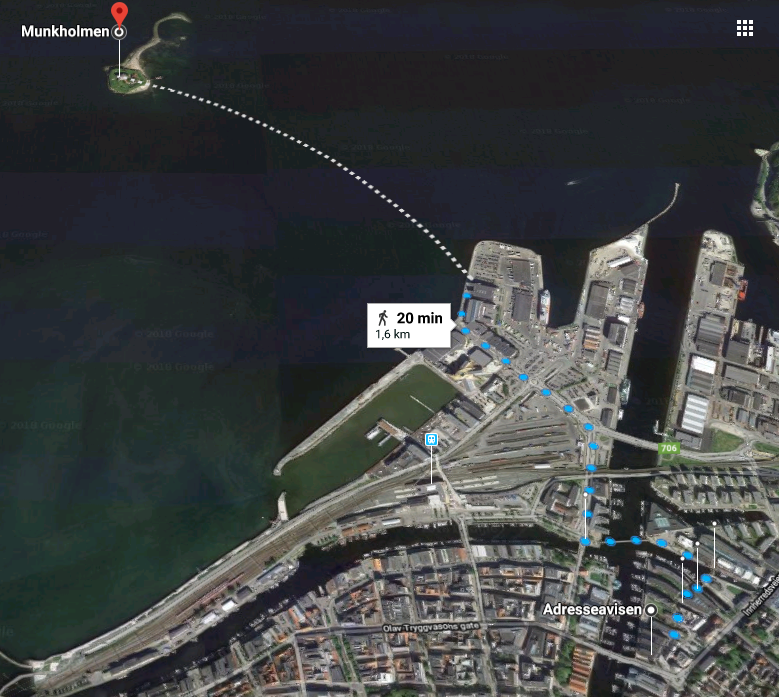 Munkholmen
20 min
1,6 km
706
Adresseavisen
Olav Tryggvasons gate